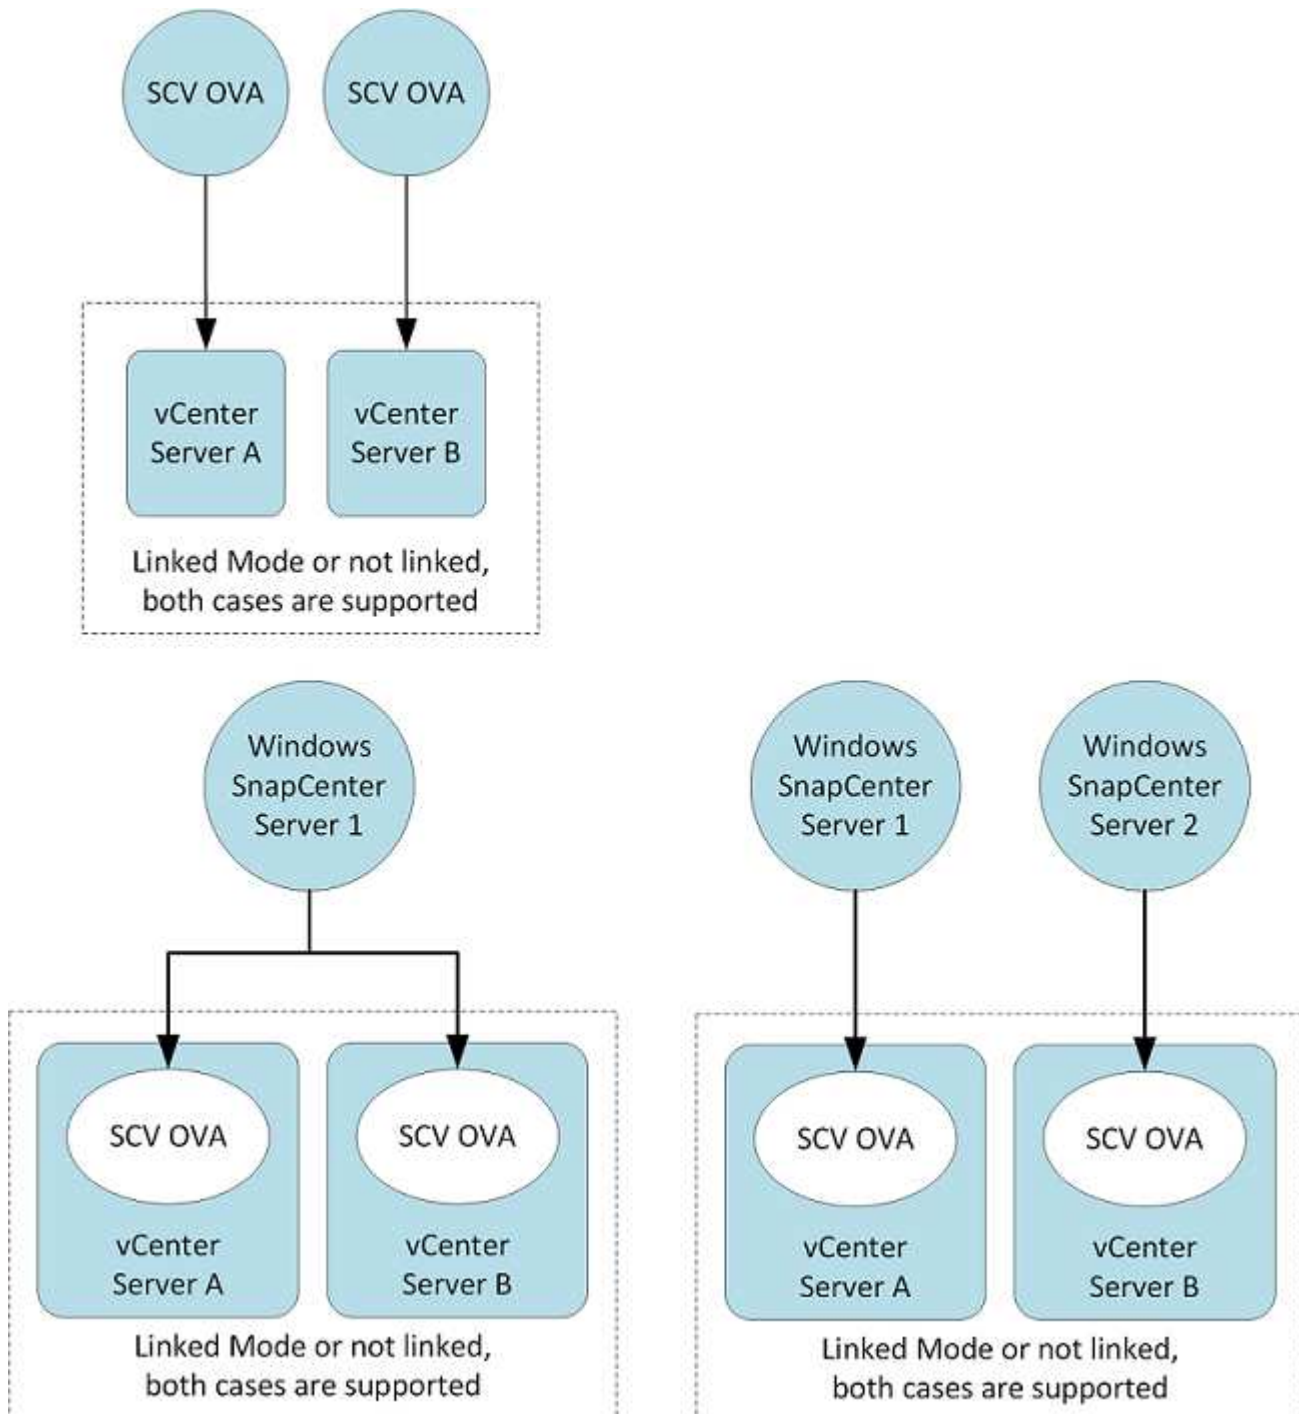 SCV OVA
SCV OVA
vCenter
Server A
vCenter
Server B
Linked Mode or not linked,
both cases are supported
Windows
SnapCenter
Server 1
SCV OVA
vCenter
Server A
SCV OVA
vCenter
Server B
Linked Mode or not linked,
both cases are supported
Windows
SnapCenter
Server 1
Windows
SnapCenter
Server 2
SCV OVA
vCenter
Server A
SCV OVA
vCenter
Server B
Linked Mode or not linked,
both cases are supported